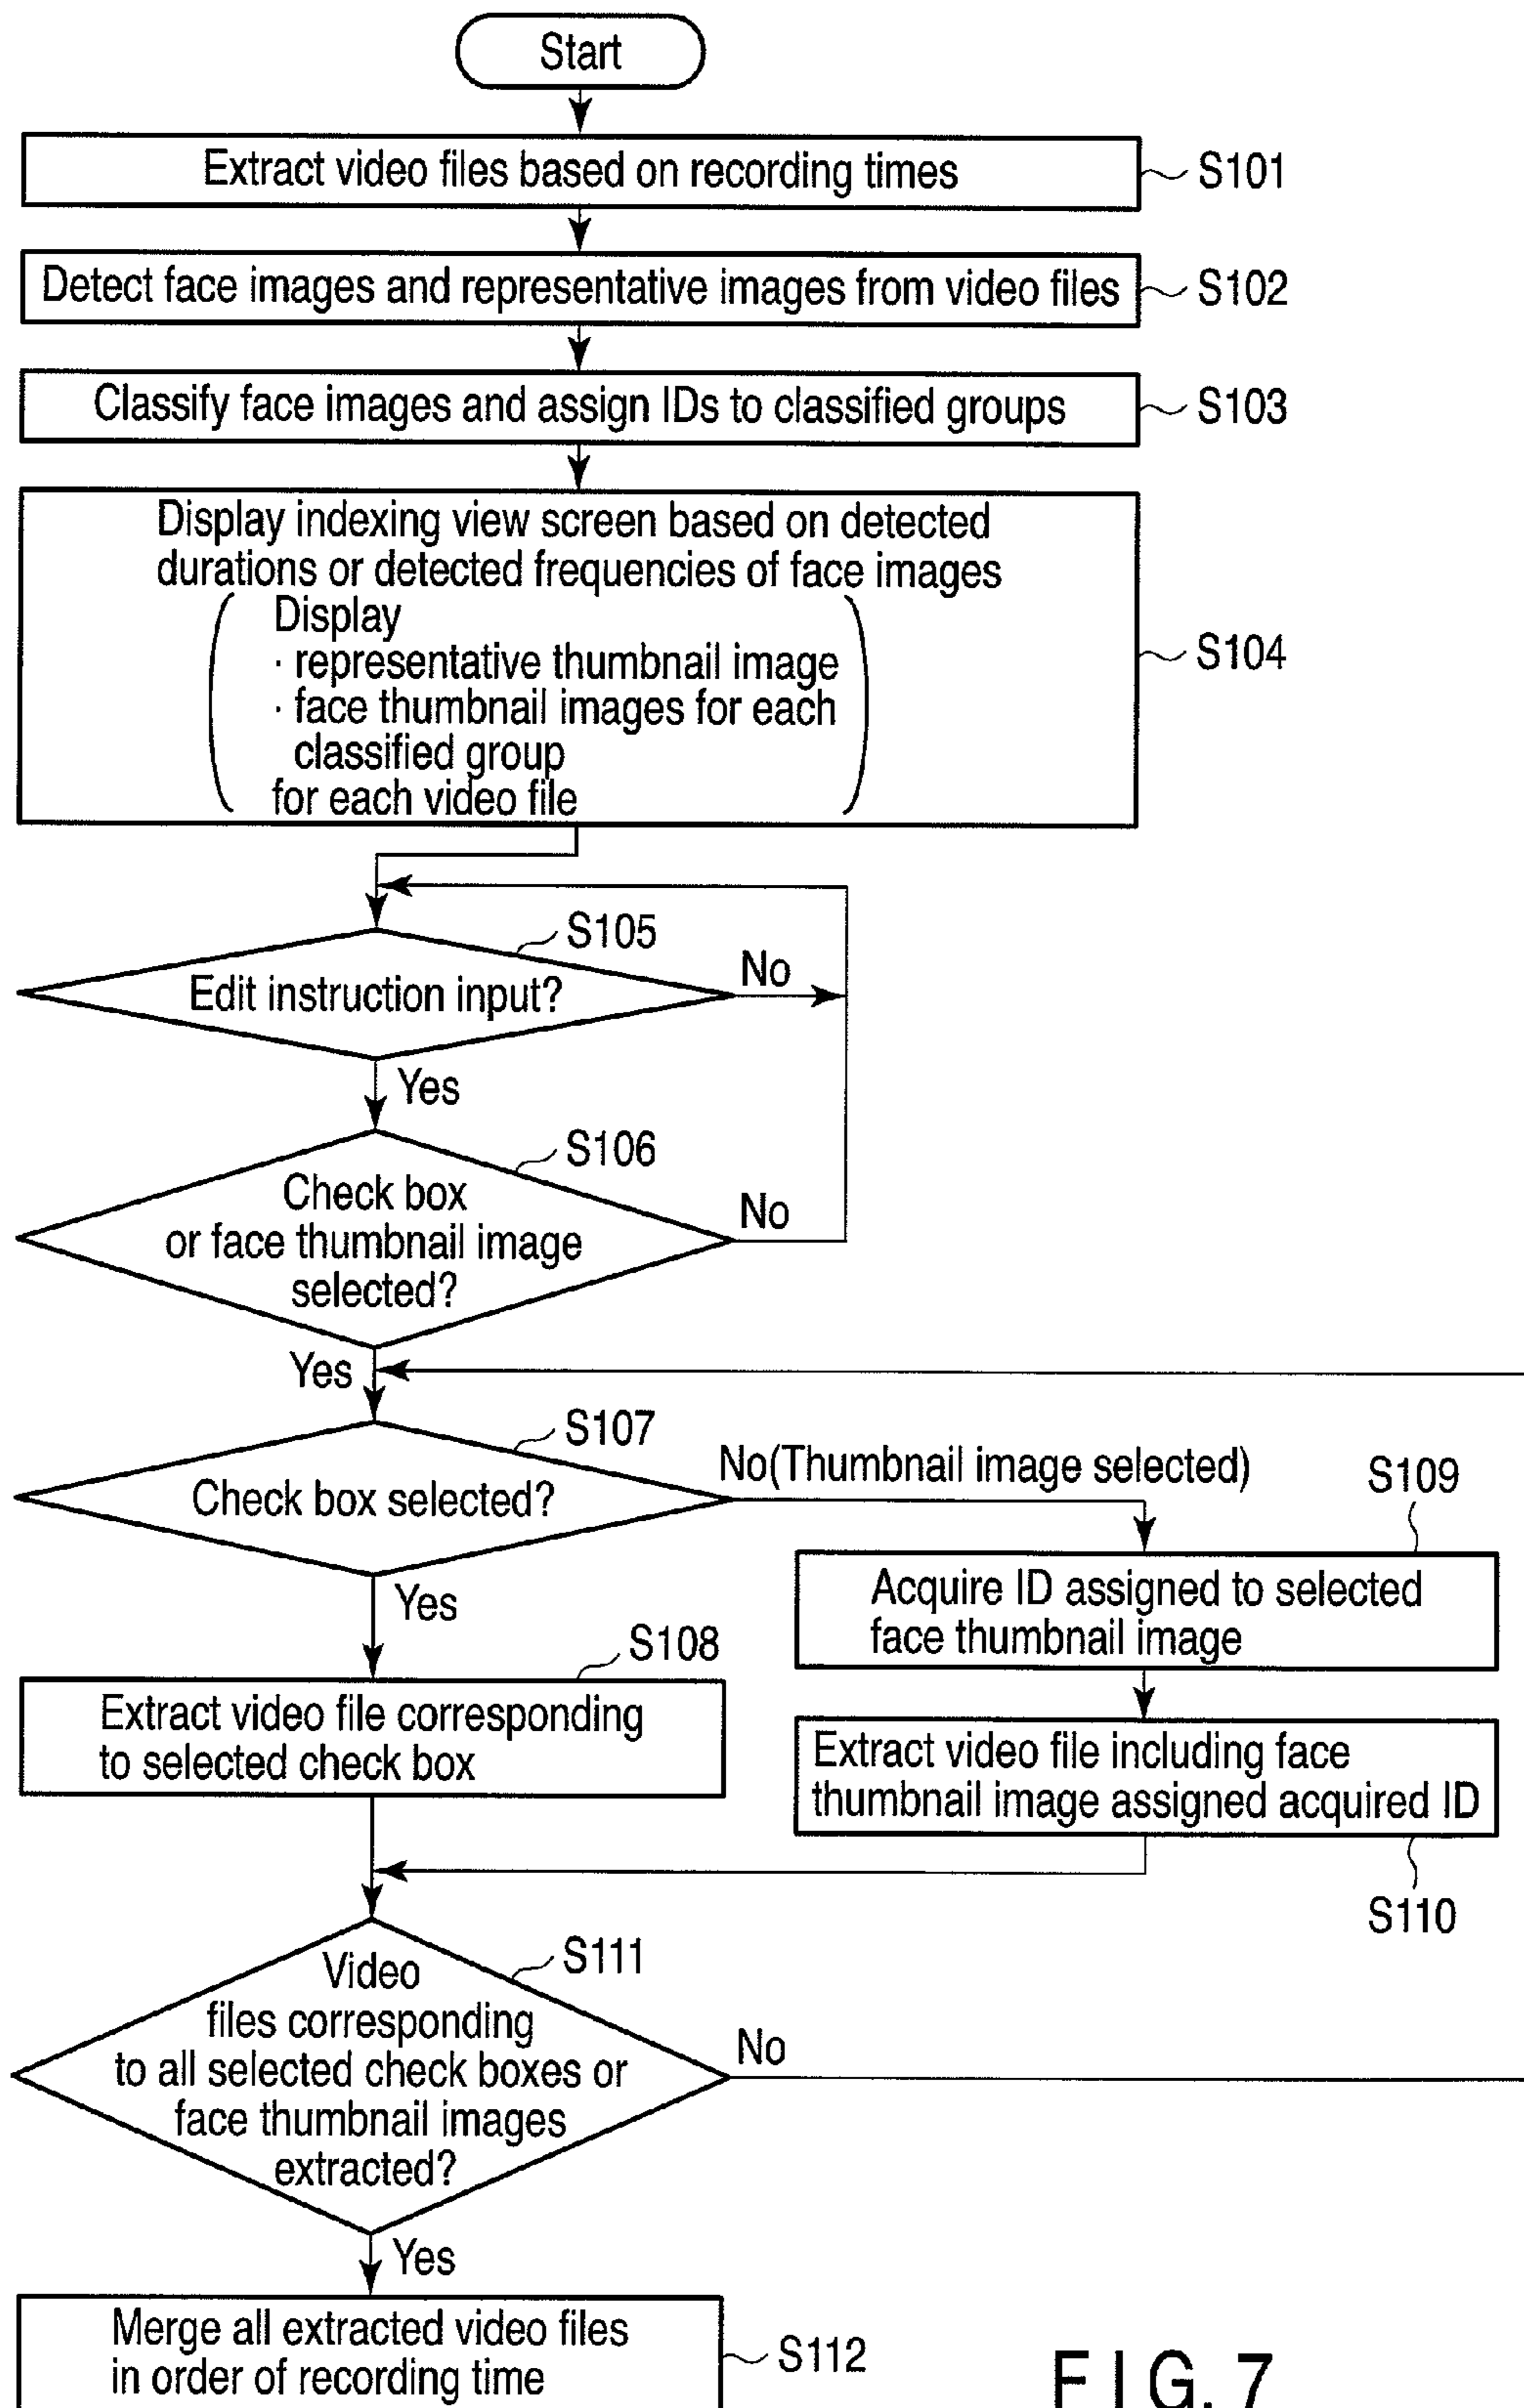 Start
Extract video files based on recording times
S101
Detect face images and representative images from video files
S102
Classify face images and assign IDs to classified groups
S103
Display indexing view screen based on detected
durations or detected frequencies of face images
Display
· representative thumbnail image
· face thumbnail images for each
classified group
for each video file
S104
S105
Edit instruction input?
No
Yes
S106
Check box
or face thumbnail image
selected?
No
Yes
S107
Check box selected?
No(Thumbnail image selected)
S109
Acquire ID assigned to selected
face thumbnail image
Yes
S108
Extract video file corresponding
to selected check box
Extract video file including face
thumbnail image assigned acquired ID
S110
S111
Video
files corresponding
to all selected check boxes or
face thumbnail images
extracted?
No
Yes
Merge all extracted video files
in order of recording time
S112
FIG. 7